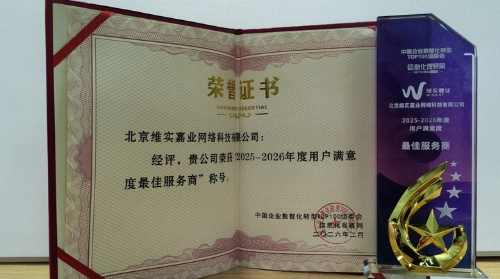 荣誉证书
北京维实嘉业网络科技有限公司：
经评，贵公司荣获“2025-2026年度用户满意
度最佳服务商”称号。
中国企业数智化转型TOP100组委会
信息化观察网
二〇二六年二月
中国企业数智化转型
TOP100组委会
信息化观察网
维实嘉业
北京维实嘉业网络科技有限公司
2025-2026年度
用户满意度
最佳服务商